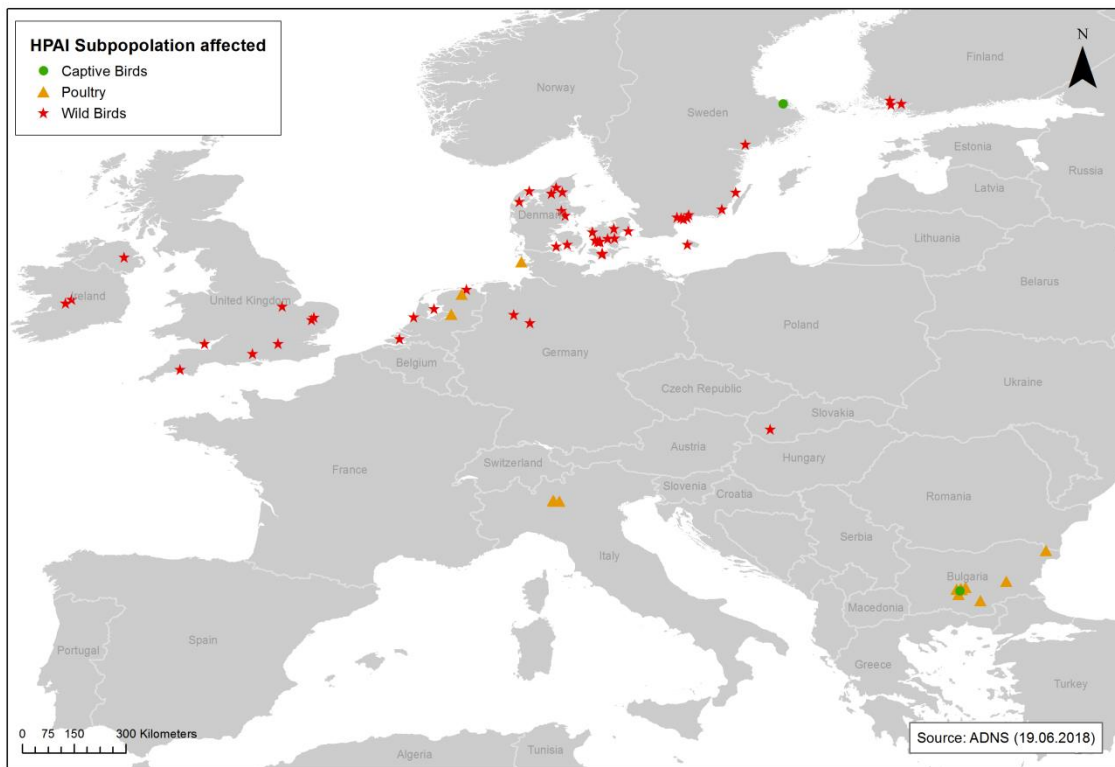 HPAI Subpopolation affected
Captive Birds
Poultry
Wild Birds
N
Finland
Norway
Sweden
Estonia
Russia
Latvia
Denmar
Lithuania
Ireland
United Kingdom
Belarus
Poland
Germany
Belgium
Czech Republic
Ukraine
Slovakia
Austria
France
Switzerland
Hungary
Slovenia
Croatia
Romania
Serbia
Italy
Bulgaria
Macedonia
Spain
Portugal
Greece
Turkey
0 75 150 300 Kilometers
Source: ADNS (19.06.2018)
Algeria
Tunisia